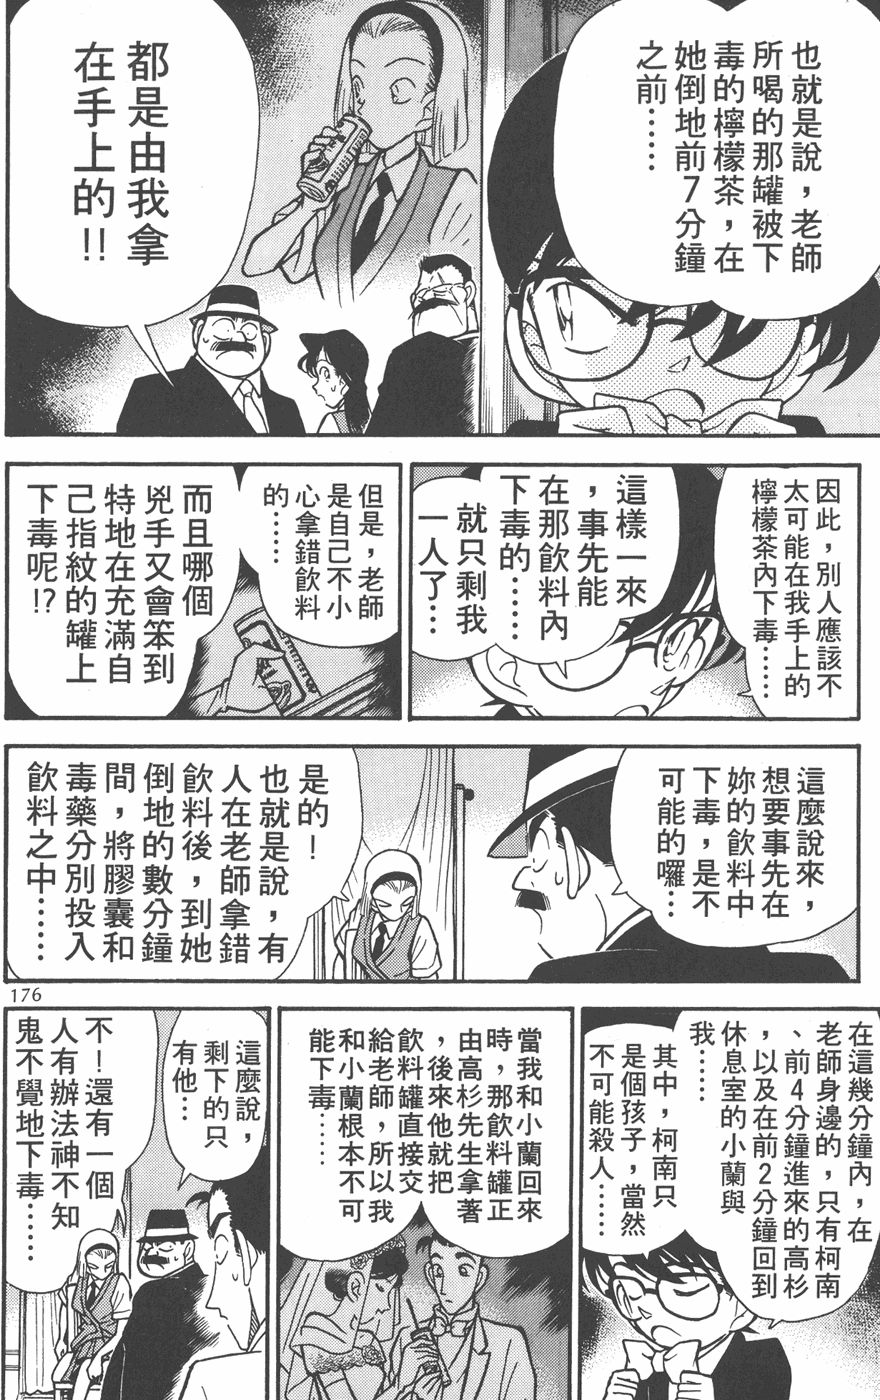 也就是說，老師
所喝的那罐被下
毒的檸檬茶，在
她倒地前7分鐘
之前……
都是由我拿
在手上的!!
因此，別人應該不
太可能在我手上的
檸檬茶內下毒……
這樣一來
，事先能
在那飲料內
下毒的……
就只剩我
一人了…
但是，老師
是自己不小
心拿錯飲料
的……
而且哪個
兇手又會笨到
特地在充滿自
己指紋的罐上
下毒呢!?
這麼說來，
想要事先在
妳的飲料中
下毒，是不
可能的囉…
是的！
也就是說，有
人在老師拿錯
飲料後，到她
倒地的數分鐘
間，將膠囊和
毒藥分別投入
飲料之中……
176
在這幾分鐘內，在
老師身邊的，只有柯南
、前4分鐘進來的高杉
，以及在前2分鐘回到
休息室的小蘭與
我……
其中，柯南只
是個孩子，當然
不可能殺人……
當我和小蘭回來
時，那飲料罐正
由高杉先生拿著
，後來他就把
飲料罐直接交
給老師，所以我
和小蘭根本不可
能下毒……
這麼說，
剩下的只
有他…
不！還有一個
人有辦法神不知
鬼不覺地下毒……